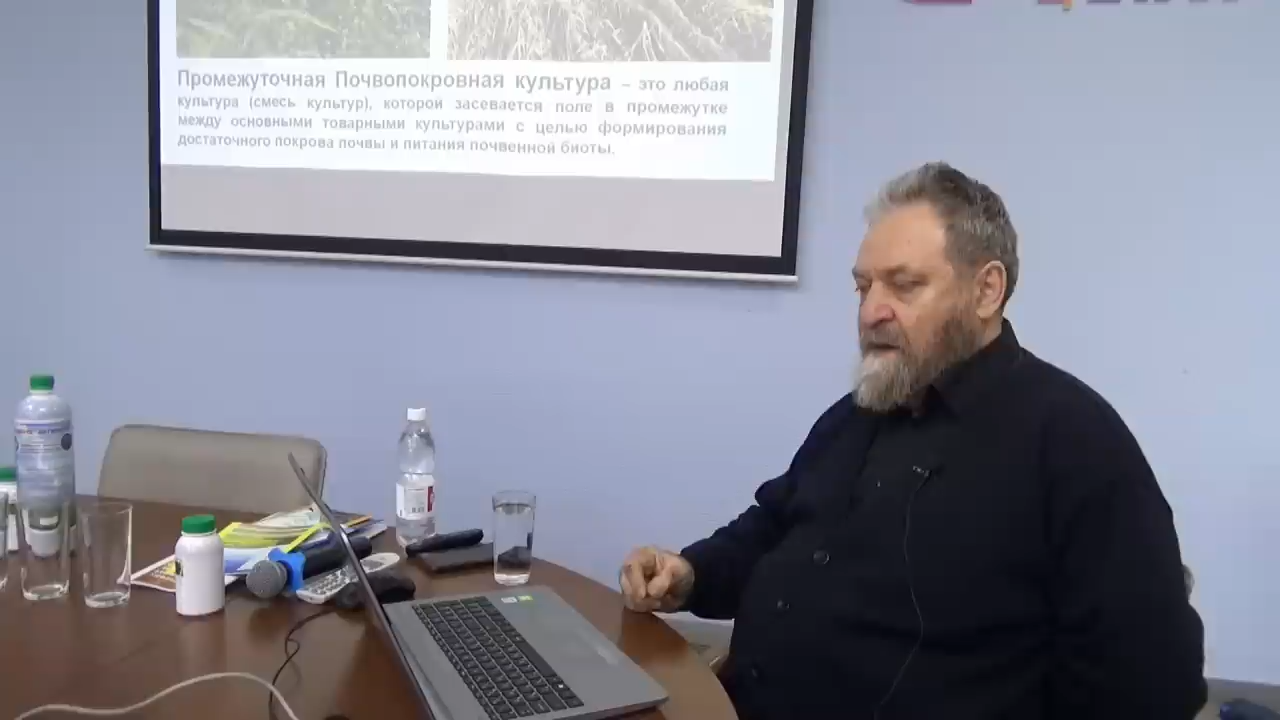 Промежуточная Почвопокровная культура – это любая
культура (смесь культур), которой засевается поле в промежутке
между основными товарными культурами с целью формирования
достаточного покрова почвы и питания почвенной биоты.